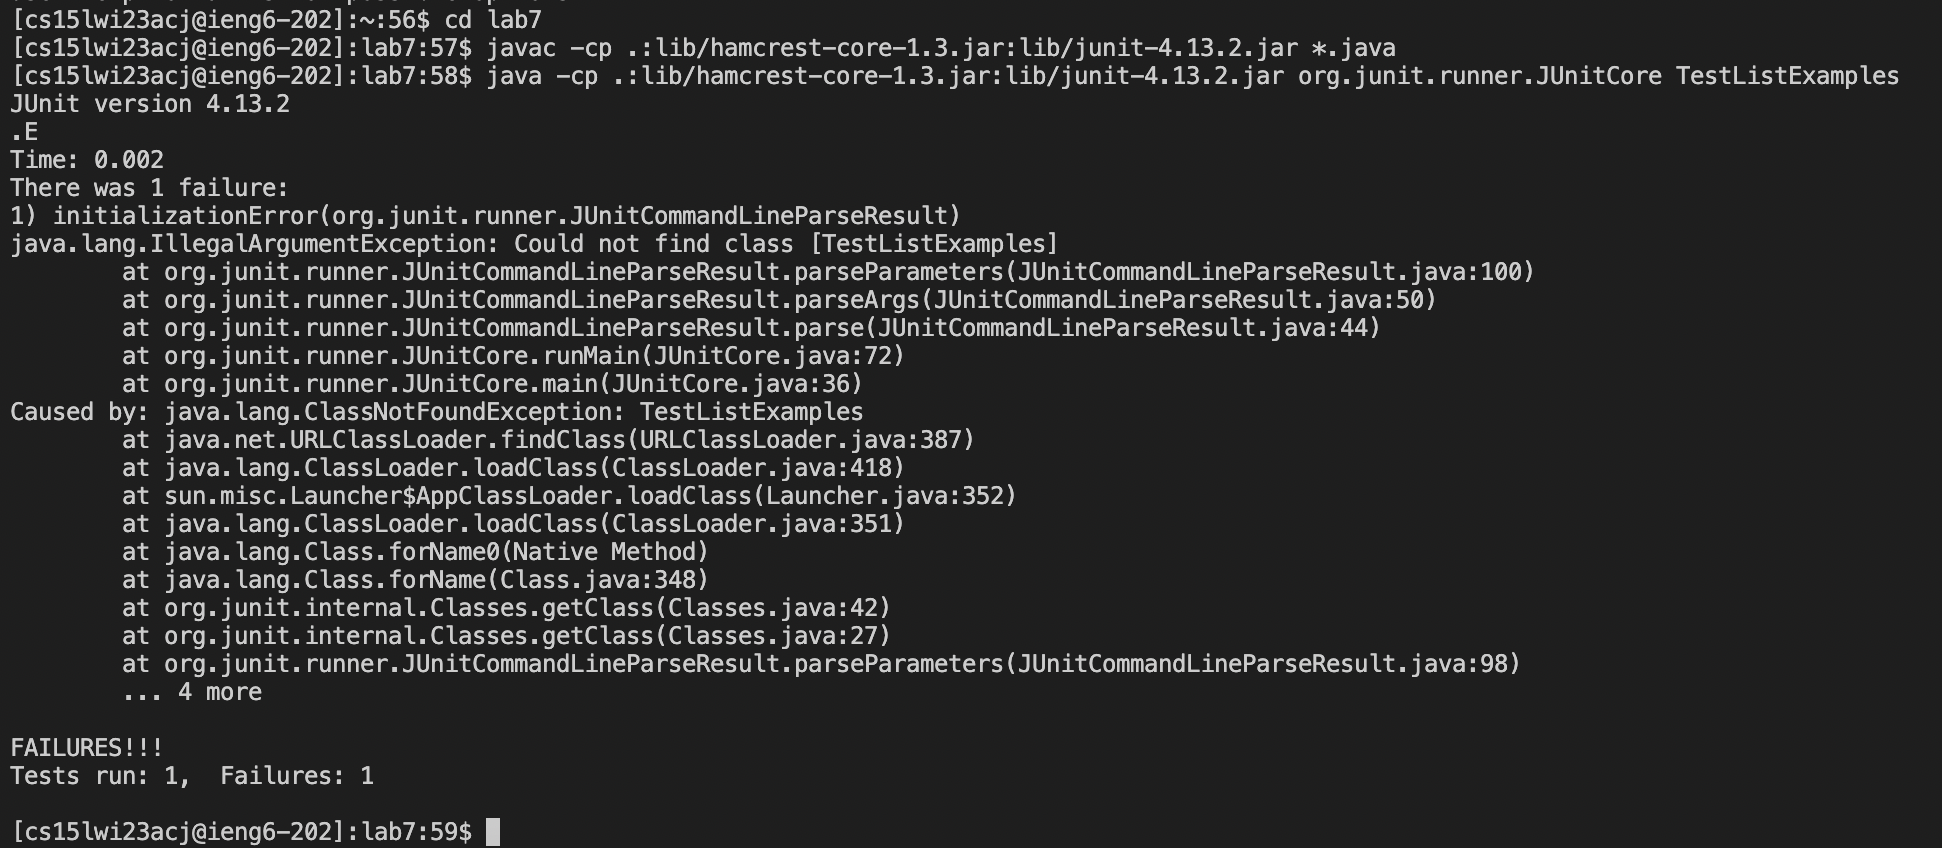 [cs15lwi23acj@ieng6-202]:~:56$ cd lab7
[cs15lwi23acj@ieng6-202]:lab7:57$ javac -cp .:lib/hamcrest-core-1.3.jar:lib/junit-4.13.2.jar *.java
[cs15lwi23acj@ieng6-202]:lab7:58$ java -cp .:lib/hamcrest-core-1.3.jar:lib/junit-4.13.2.jar org.junit.runner.JUnitCore TestListExamples
JUnit version 4.13.2
.E
Time: 0.002
There was 1 failure:
1) initializationError(org.junit.runner.JUnitCommandLineParseResult)
java.lang.IllegalArgumentException: Could not find class [TestListExamples]
        at org.junit.runner.JUnitCommandLineParseResult.parseParameters(JUnitCommandLineParseResult.java:100)
        at org.junit.runner.JUnitCommandLineParseResult.parseArgs(JUnitCommandLineParseResult.java:50)
        at org.junit.runner.JUnitCommandLineParseResult.parse(JUnitCommandLineParseResult.java:44)
        at org.junit.runner.JUnitCore.runMain(JUnitCore.java:72)
        at org.junit.runner.JUnitCore.main(JUnitCore.java:36)
Caused by: java.lang.ClassNotFoundException: TestListExamples
        at java.net.URLClassLoader.findClass(URLClassLoader.java:387)
        at java.lang.ClassLoader.loadClass(ClassLoader.java:418)
        at sun.misc.Launcher$AppClassLoader.loadClass(Launcher.java:352)
        at java.lang.ClassLoader.loadClass(ClassLoader.java:351)
        at java.lang.Class.forName0(Native Method)
        at java.lang.Class.forName(Class.java:348)
        at org.junit.internal.Classes.getClass(Classes.java:42)
        at org.junit.internal.Classes.getClass(Classes.java:27)
        at org.junit.runner.JUnitCommandLineParseResult.parseParameters(JUnitCommandLineParseResult.java:98)
        ... 4 more
FAILURES!!!
Tests run: 1,  Failures: 1
[cs15lwi23acj@ieng6-202]:lab7:59$